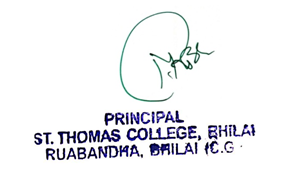 PRINCIPAL
ST. THOMAS COLLEGE, BHILAI
RUABANDHA, BHILAI (C.G.